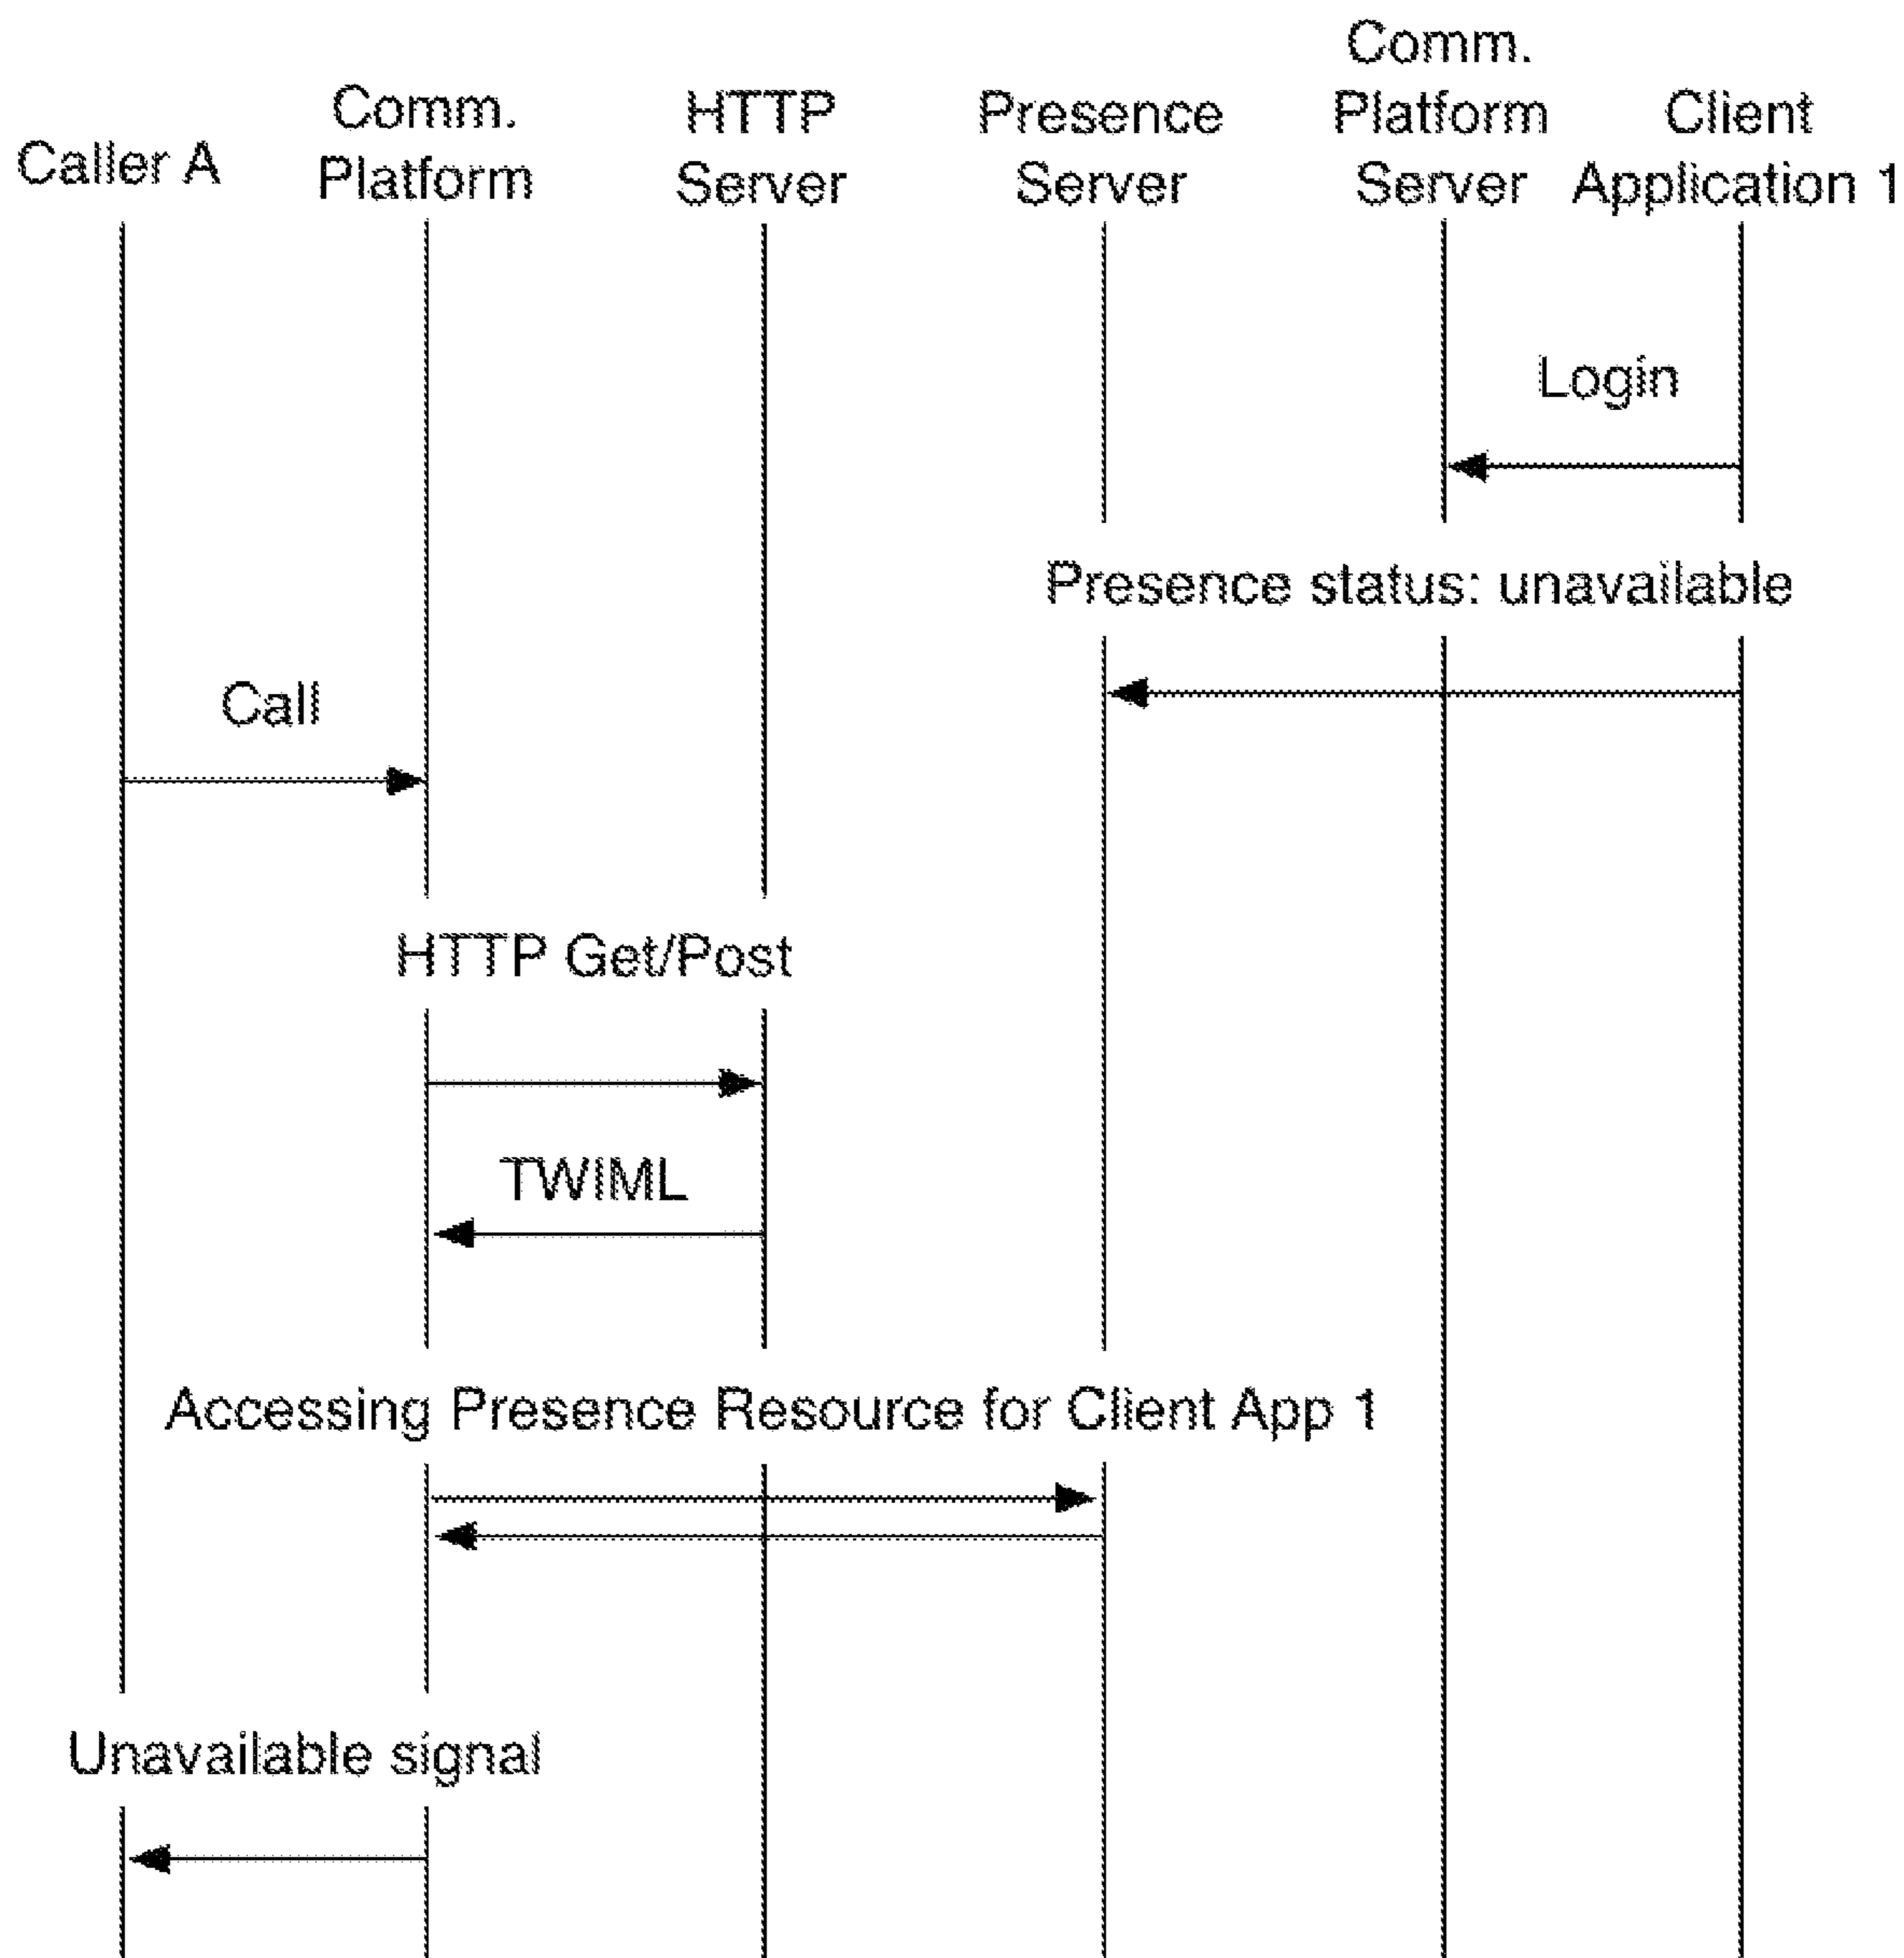 Caller A
Comm.
Platform
HTTP
Server
Presence
Server
Comm.
Platform
Server
Client
Application 1
Login
Presence status: unavailable
Call
HTTP Get/Post
TWIML
Accessing Presence Resource for Client App 1
Unavailable signal